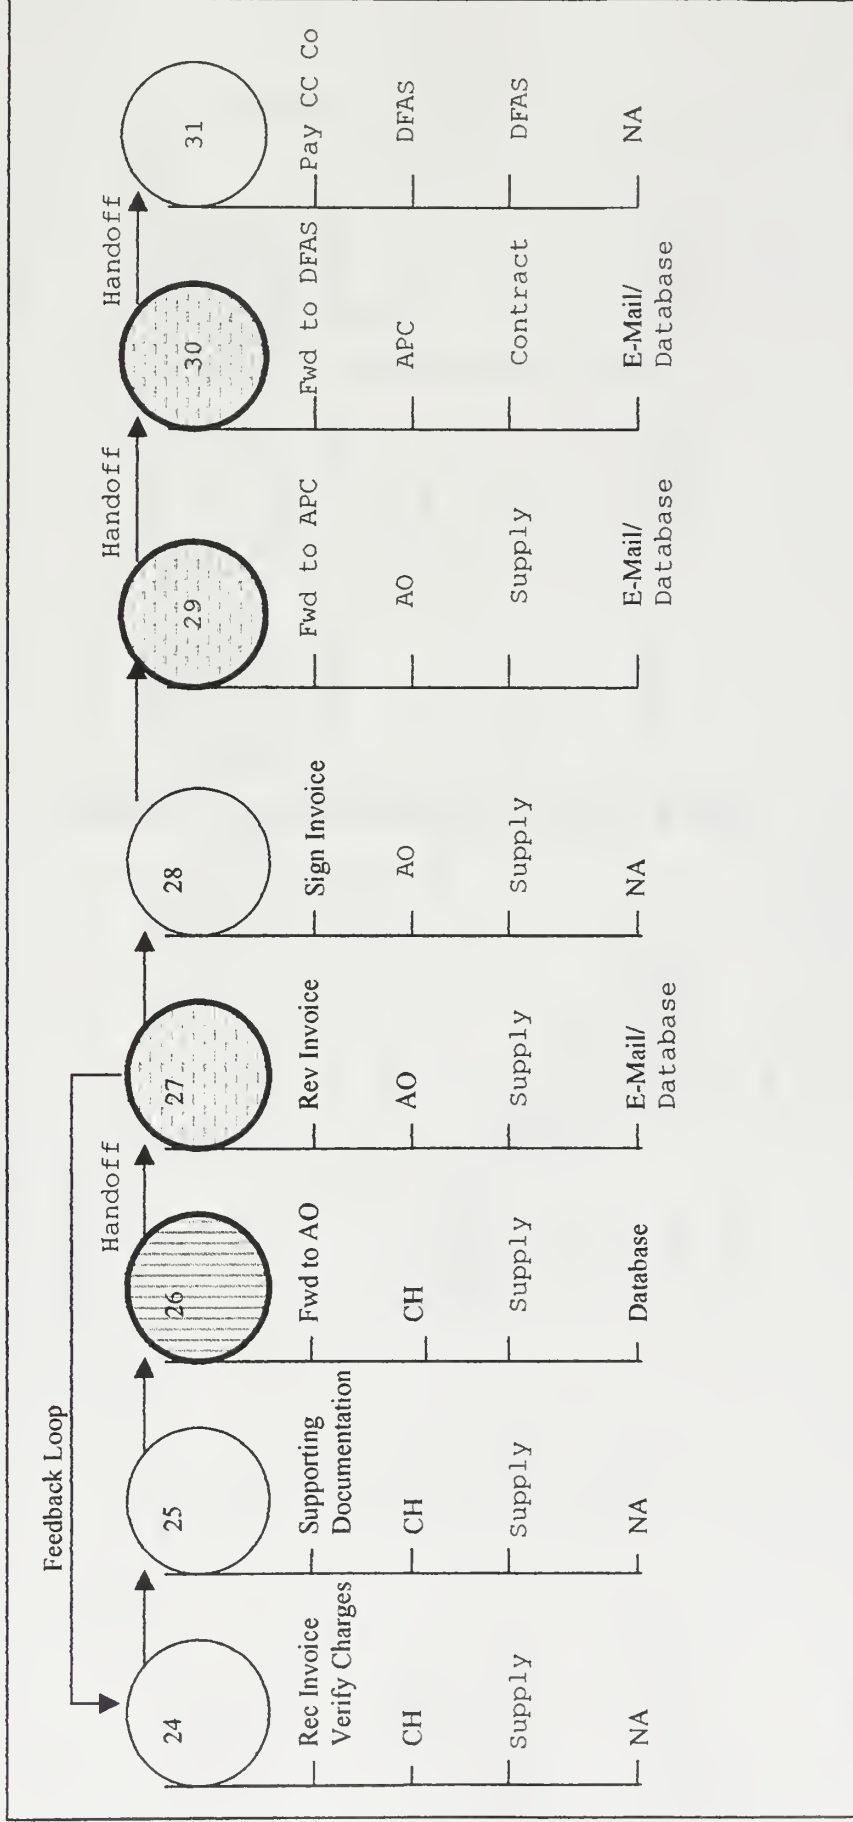 Feedback Loop
Handoff
Handoff
Handoff
24
25
26
27
28
29
30
31
Rec Invoice
Verify Charges
CH
Supply
NA
Supporting
Documentation
CH
Supply
NA
Fwd to AO
CH
Supply
Database
Rev Invoice
AO
Supply
E-Mail/
Database
Sign Invoice
AO
Supply
NA
Fwd to APC
AO
Supply
E-Mail/
Database
Fwd to DFAS
APC
Contract
E-Mail/
Database
Pay CC Co
DFAS
DFAS
NA